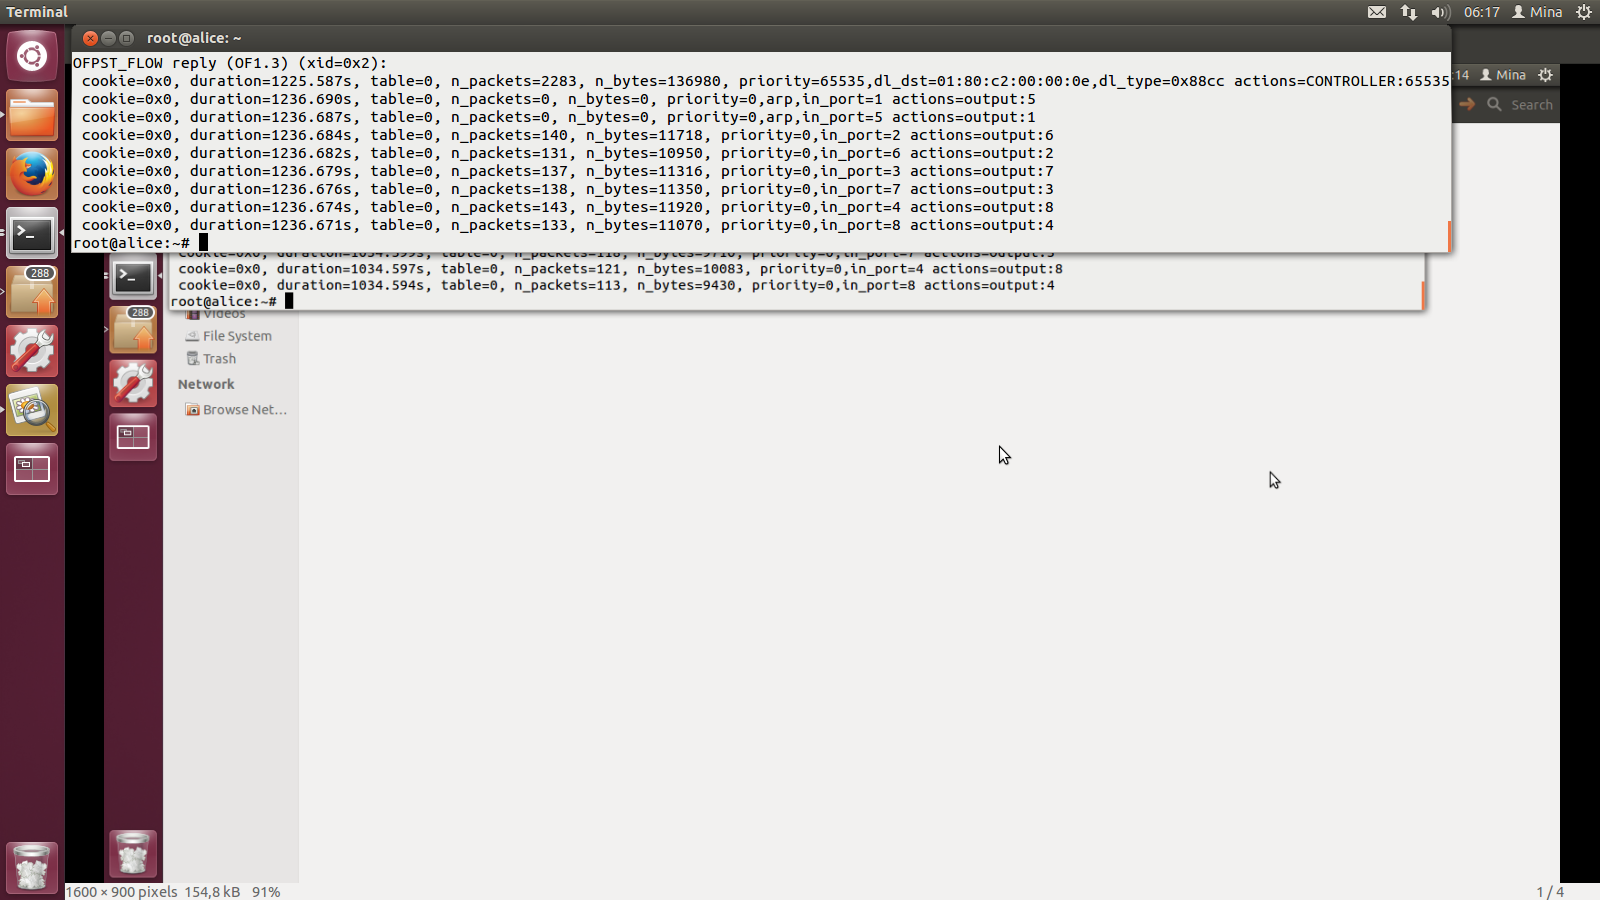 Terminal
06:17 Mina
root@alice: ~
OFPST_FLOW reply (OF1.3) (xid=0x2):
cookie=0x0, duration=1225.587s, table=0, n_packets=2283, n_bytes=136980, priority=65535,dl_dst=01:80:c2:00:00:0e,dl_type=0x88cc actions=CONTROLLER:65535
cookie=0x0, duration=1236.690s, table=0, n_packets=0, n_bytes=0, priority=0,arp,in_port=1 actions=output:5
cookie=0x0, duration=1236.687s, table=0, n_packets=0, n_bytes=0, priority=0,arp,in_port=5 actions=output:1
cookie=0x0, duration=1236.684s, table=0, n_packets=140, n_bytes=11718, priority=0,in_port=2 actions=output:6
cookie=0x0, duration=1236.682s, table=0, n_packets=131, n_bytes=10950, priority=0,in_port=6 actions=output:2
cookie=0x0, duration=1236.679s, table=0, n_packets=137, n_bytes=11316, priority=0,in_port=3 actions=output:7
cookie=0x0, duration=1236.676s, table=0, n_packets=138, n_bytes=11350, priority=0,in_port=7 actions=output:3
cookie=0x0, duration=1236.674s, table=0, n_packets=143, n_bytes=11920, priority=0,in_port=4 actions=output:8
cookie=0x0, duration=1236.671s, table=0, n_packets=133, n_bytes=11070, priority=0,in_port=8 actions=output:4
root@alice:~#
:14 Mina
Search
cookie=0x0, duration=1034.597s, table=0, n_packets=121, n_bytes=10083, priority=0,in_port=4 actions=output:8
cookie=0x0, duration=1034.594s, table=0, n_packets=113, n_bytes=9430, priority=0,in_port=8 actions=output:4
root@alice:~#
288
288
Videos
File System
Trash
Network
Browse Net...
1600 × 900 pixels 154,8 kB 91%
1 / 4